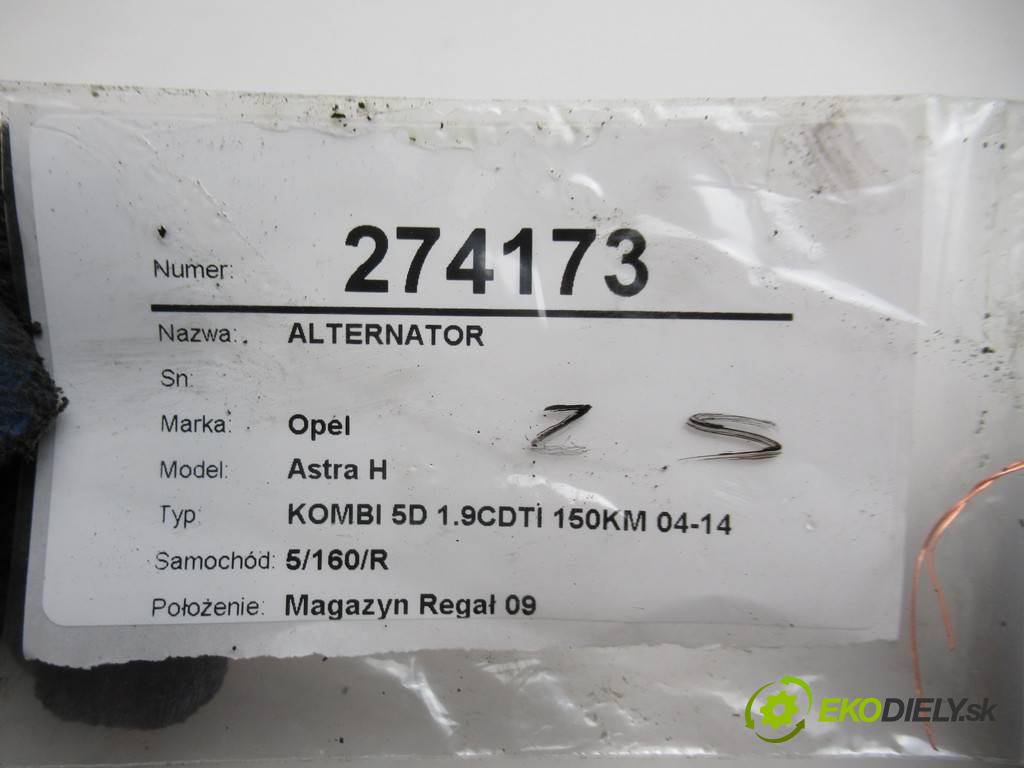 Numer: 274173
Nazwa: ALTERNATOR
Sn:
Marka: Opel
Z S
Model: Astra H
Typ: KOMBI 5D 1.9CDTI 150KM 04-14
Samochód: 5/160/R
Położenie: Magazyn Regał 09
EKODIELY.sk